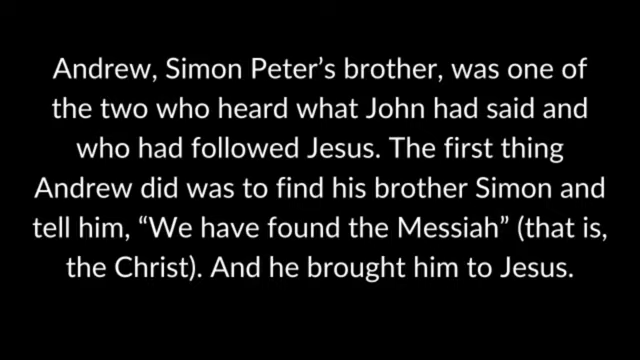 Andrew, Simon Peter’s brother, was one of
the two who heard what John had said and
who had followed Jesus. The first thing
Andrew did was to find his brother Simon and
tell him, “We have found the Messiah” (that is,
the Christ). And he brought him to Jesus.